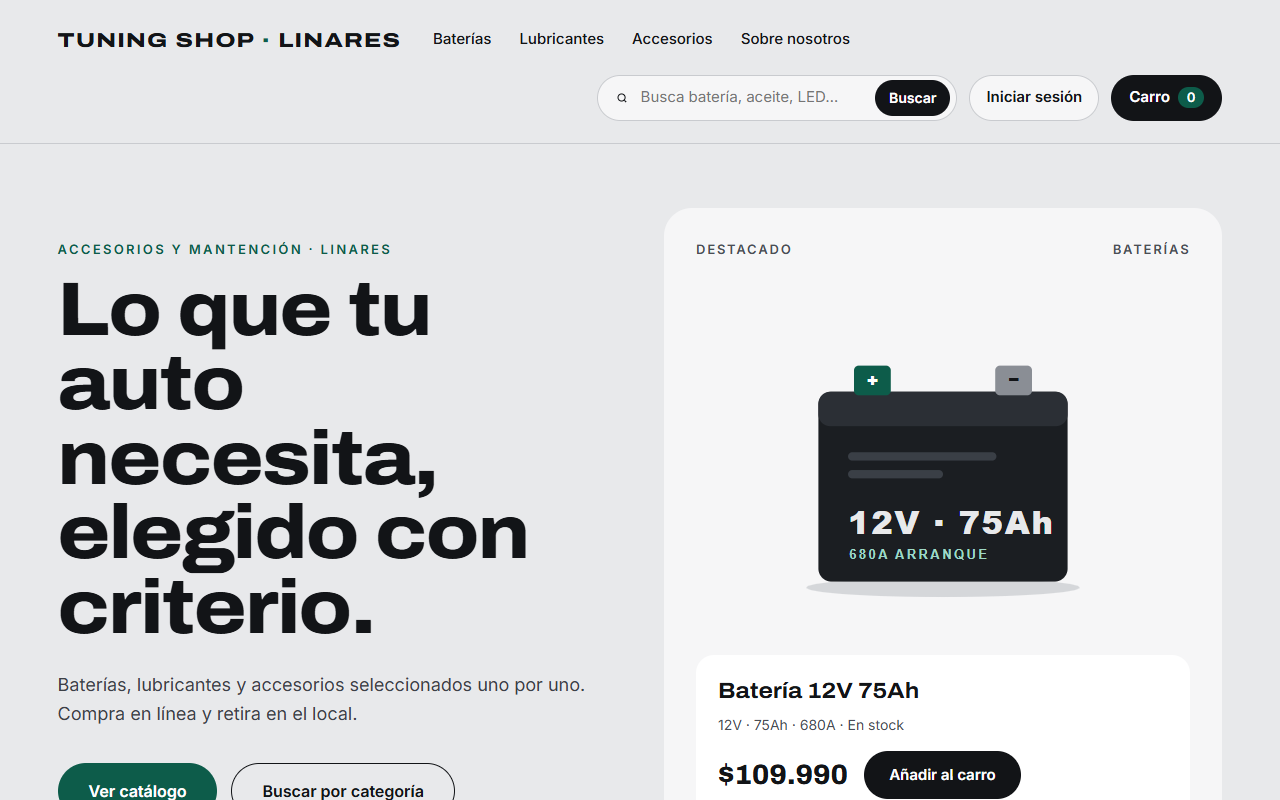 TUNING SHOP · LINARES
Baterías
Lubricantes
Accesorios
Sobre nosotros
Busca batería, aceite, LED...
Buscar
Iniciar sesión
Carro 0
ACCESORIOS Y MANTENCIÓN · LINARES
Lo que tu
auto
necesita,
elegido con
criterio.
Baterías, lubricantes y accesorios seleccionados uno por uno.
Compra en línea y retira en el local.
Ver catálogo
Buscar por categoría
DESTACADO
BATERÍAS
+
−
12V · 75Ah
680A ARRANQUE
Batería 12V 75Ah
12V · 75Ah · 680A · En stock
$109.990
Añadir al carro